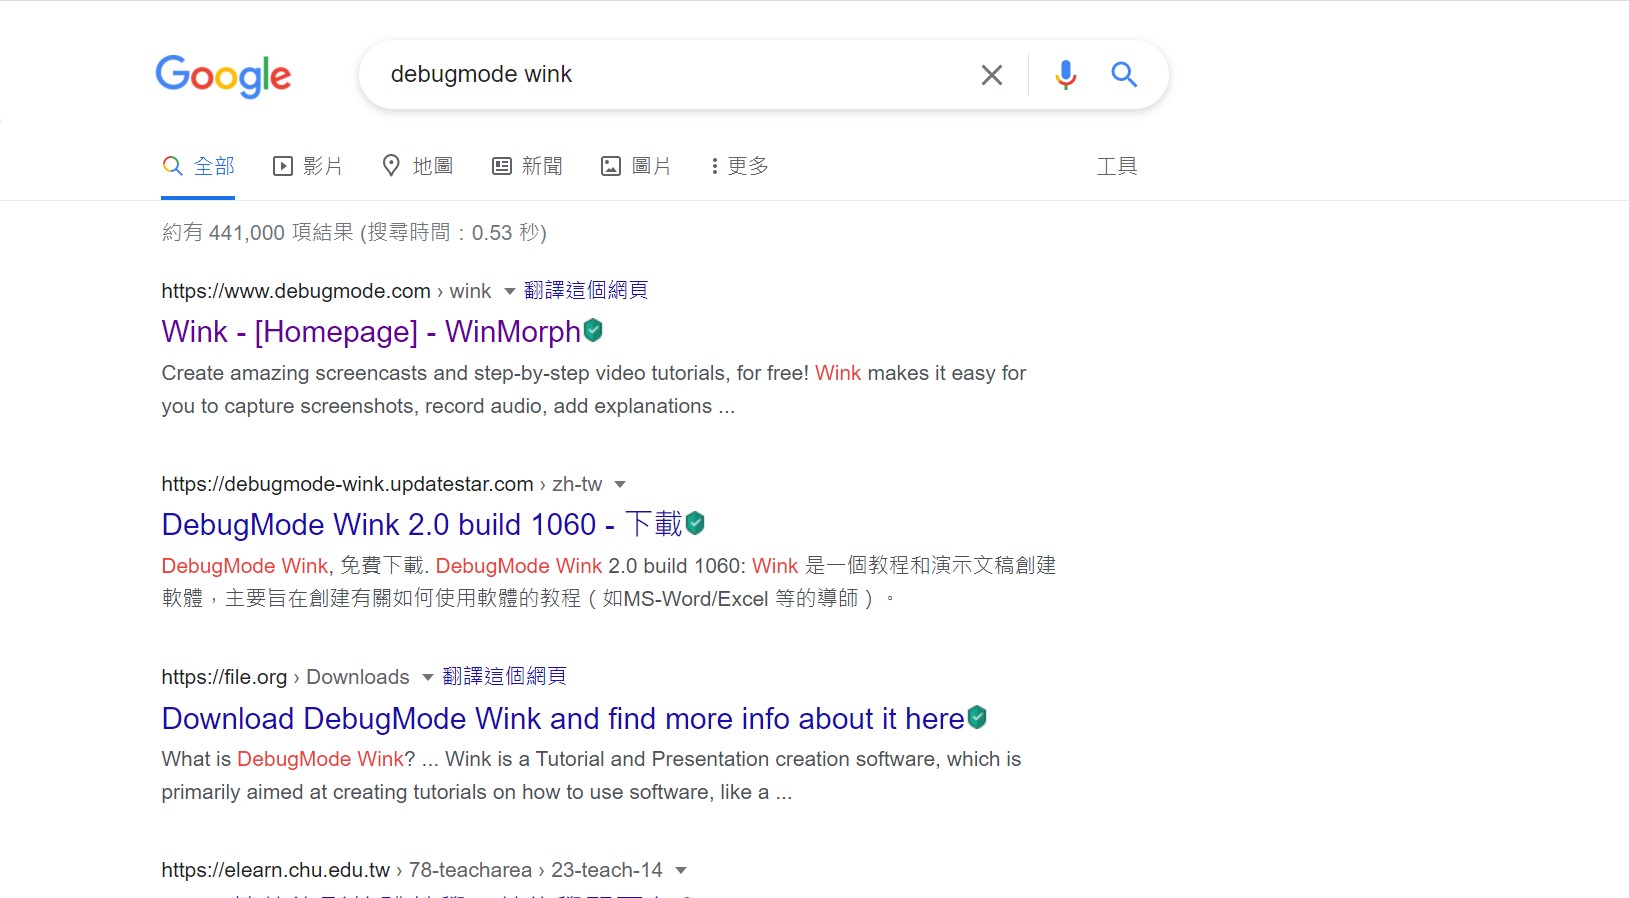 Google
debugmode wink
全部 影片 地圖 新聞 圖片 更多 工具
約有 441,000 項結果 (搜尋時間：0.53 秒)
https://www.debugmode.com › wink 翻譯這個網頁
Wink - [Homepage] - WinMorph
Create amazing screencasts and step-by-step video tutorials, for free! Wink makes it easy for
you to capture screenshots, record audio, add explanations ...
https://debugmode-wink.updatestar.com › zh-tw
DebugMode Wink 2.0 build 1060 - 下載
DebugMode Wink, 免費下載. DebugMode Wink 2.0 build 1060: Wink 是一個教程和演示文稿創建
軟體，主要旨在創建有關如何使用軟體的教程（如MS-Word/Excel 等的導師）。
https://file.org › Downloads 翻譯這個網頁
Download DebugMode Wink and find more info about it here
What is DebugMode Wink? ... Wink is a Tutorial and Presentation creation software, which is
primarily aimed at creating tutorials on how to use software, like a ...
https://elearn.chu.edu.tw › 78-teacharea › 23-teach-14